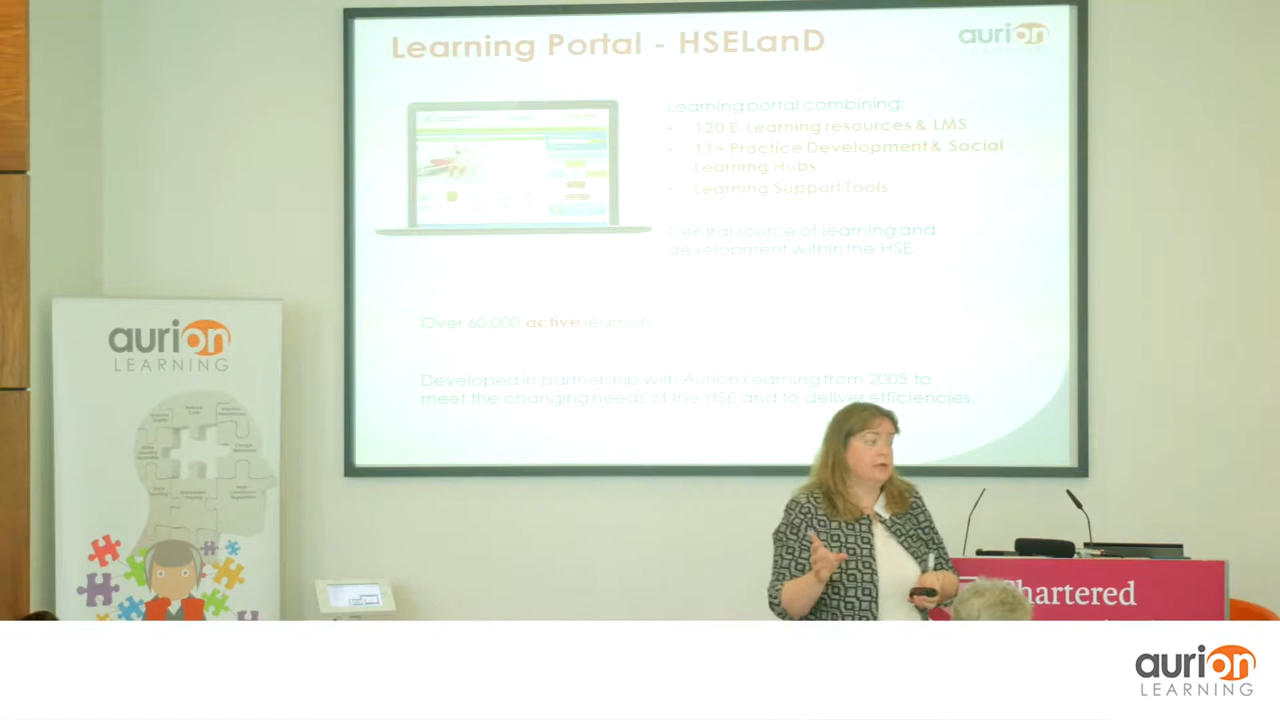 Learning Portal - HSELanD
aurion
LEARNING
Learning portal combining:
- 120 E-Learning resources & LMS
- 11+ Practice Development & Social
Learning Hubs
- Learning Support Tools
Central source of learning and
development within the HSE.
Over 60,000 active learners
Developed in partnership with Aurion Learning from 2005 to
meet the changing needs of the HSE and to deliver efficiencies.
aurion
LEARNING
hartered
aurion
LEARNING